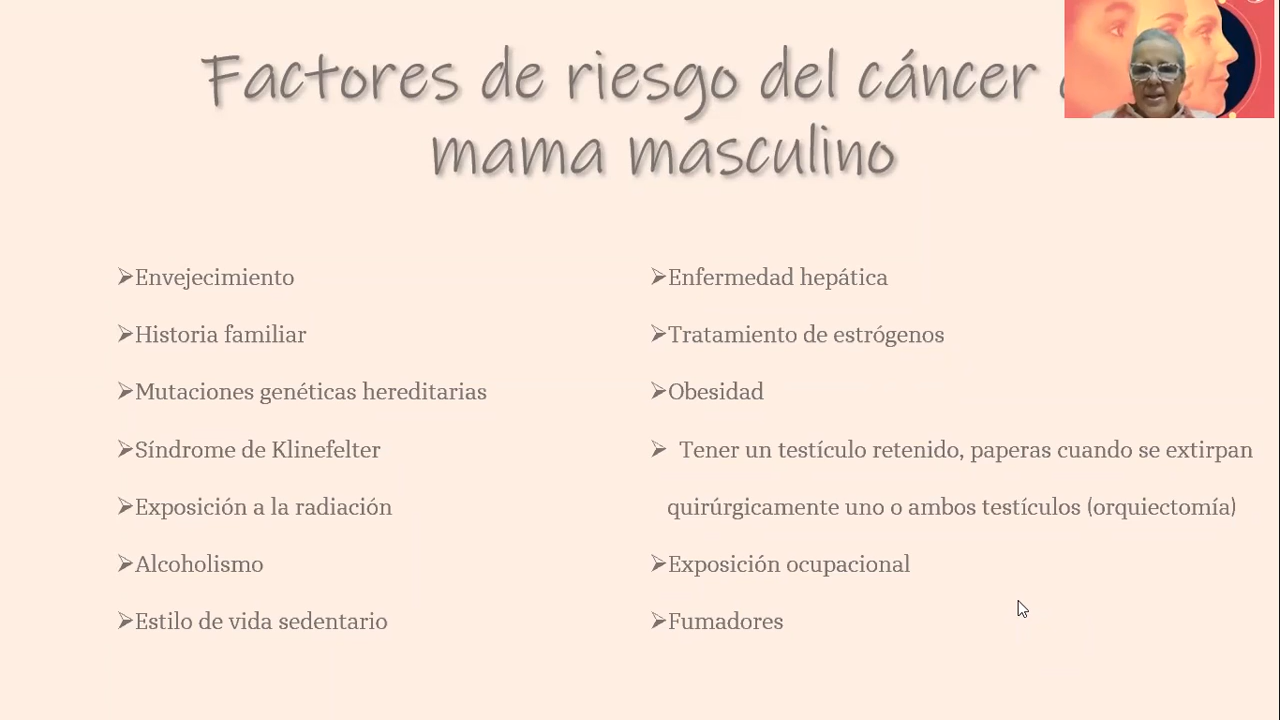 Factores de riesgo del cáncer
mama masculino
➢Envejecimiento
➢Historia familiar
➢Mutaciones genéticas hereditarias
➢Síndrome de Klinefelter
➢Exposición a la radiación
➢Alcoholismo
➢Estilo de vida sedentario
➢Enfermedad hepática
➢Tratamiento de estrógenos
➢Obesidad
➢ Tener un testículo retenido, paperas cuando se extirpan
quirúrgicamente uno o ambos testículos (orquiectomía)
➢Exposición ocupacional
➢Fumadores